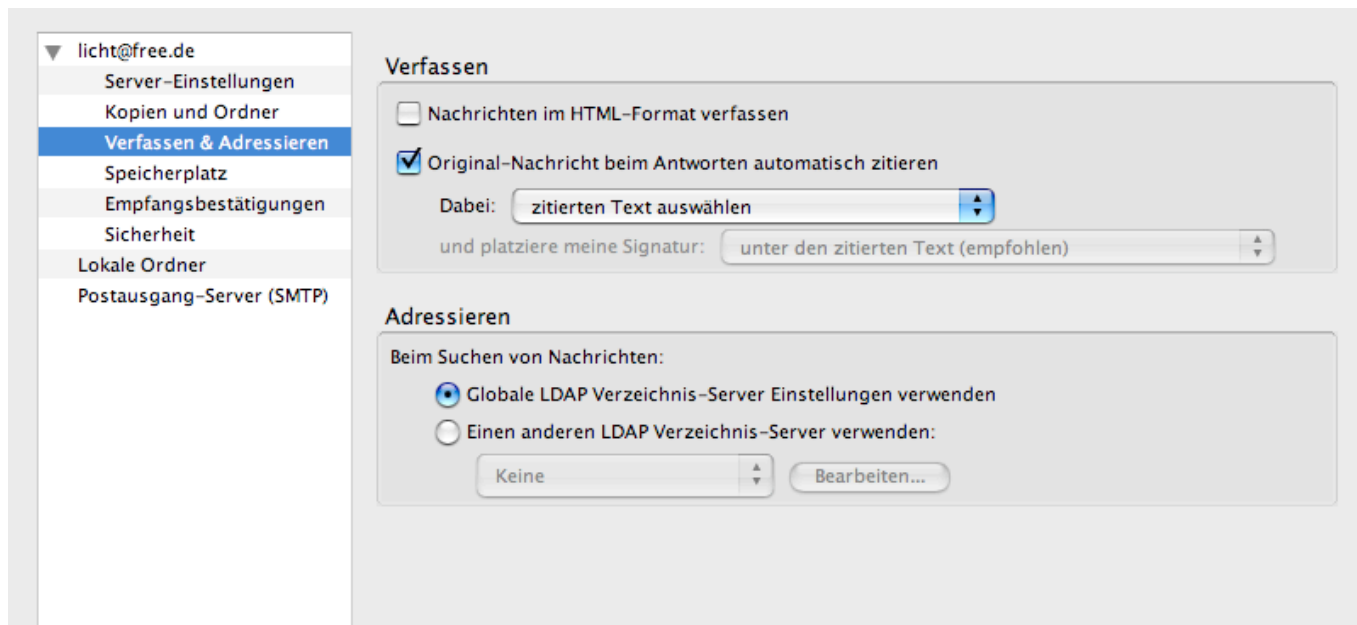 licht@free.de
Server-Einstellungen
Kopien und Ordner
Verfassen & Adressieren
Speicherplatz
Empfangsbestätigungen
Sicherheit
Lokale Ordner
Postausgang-Server (SMTP)
Verfassen
Nachrichten im HTML-Format verfassen
Original-Nachricht beim Antworten automatisch zitieren
Dabei: zitierten Text auswählen
und platziere meine Signatur: unter den zitierten Text (empfohlen)
Adressieren
Beim Suchen von Nachrichten:
Globale LDAP Verzeichnis-Server Einstellungen verwenden
Einen anderen LDAP Verzeichnis-Server verwenden:
Keine Bearbeiten...